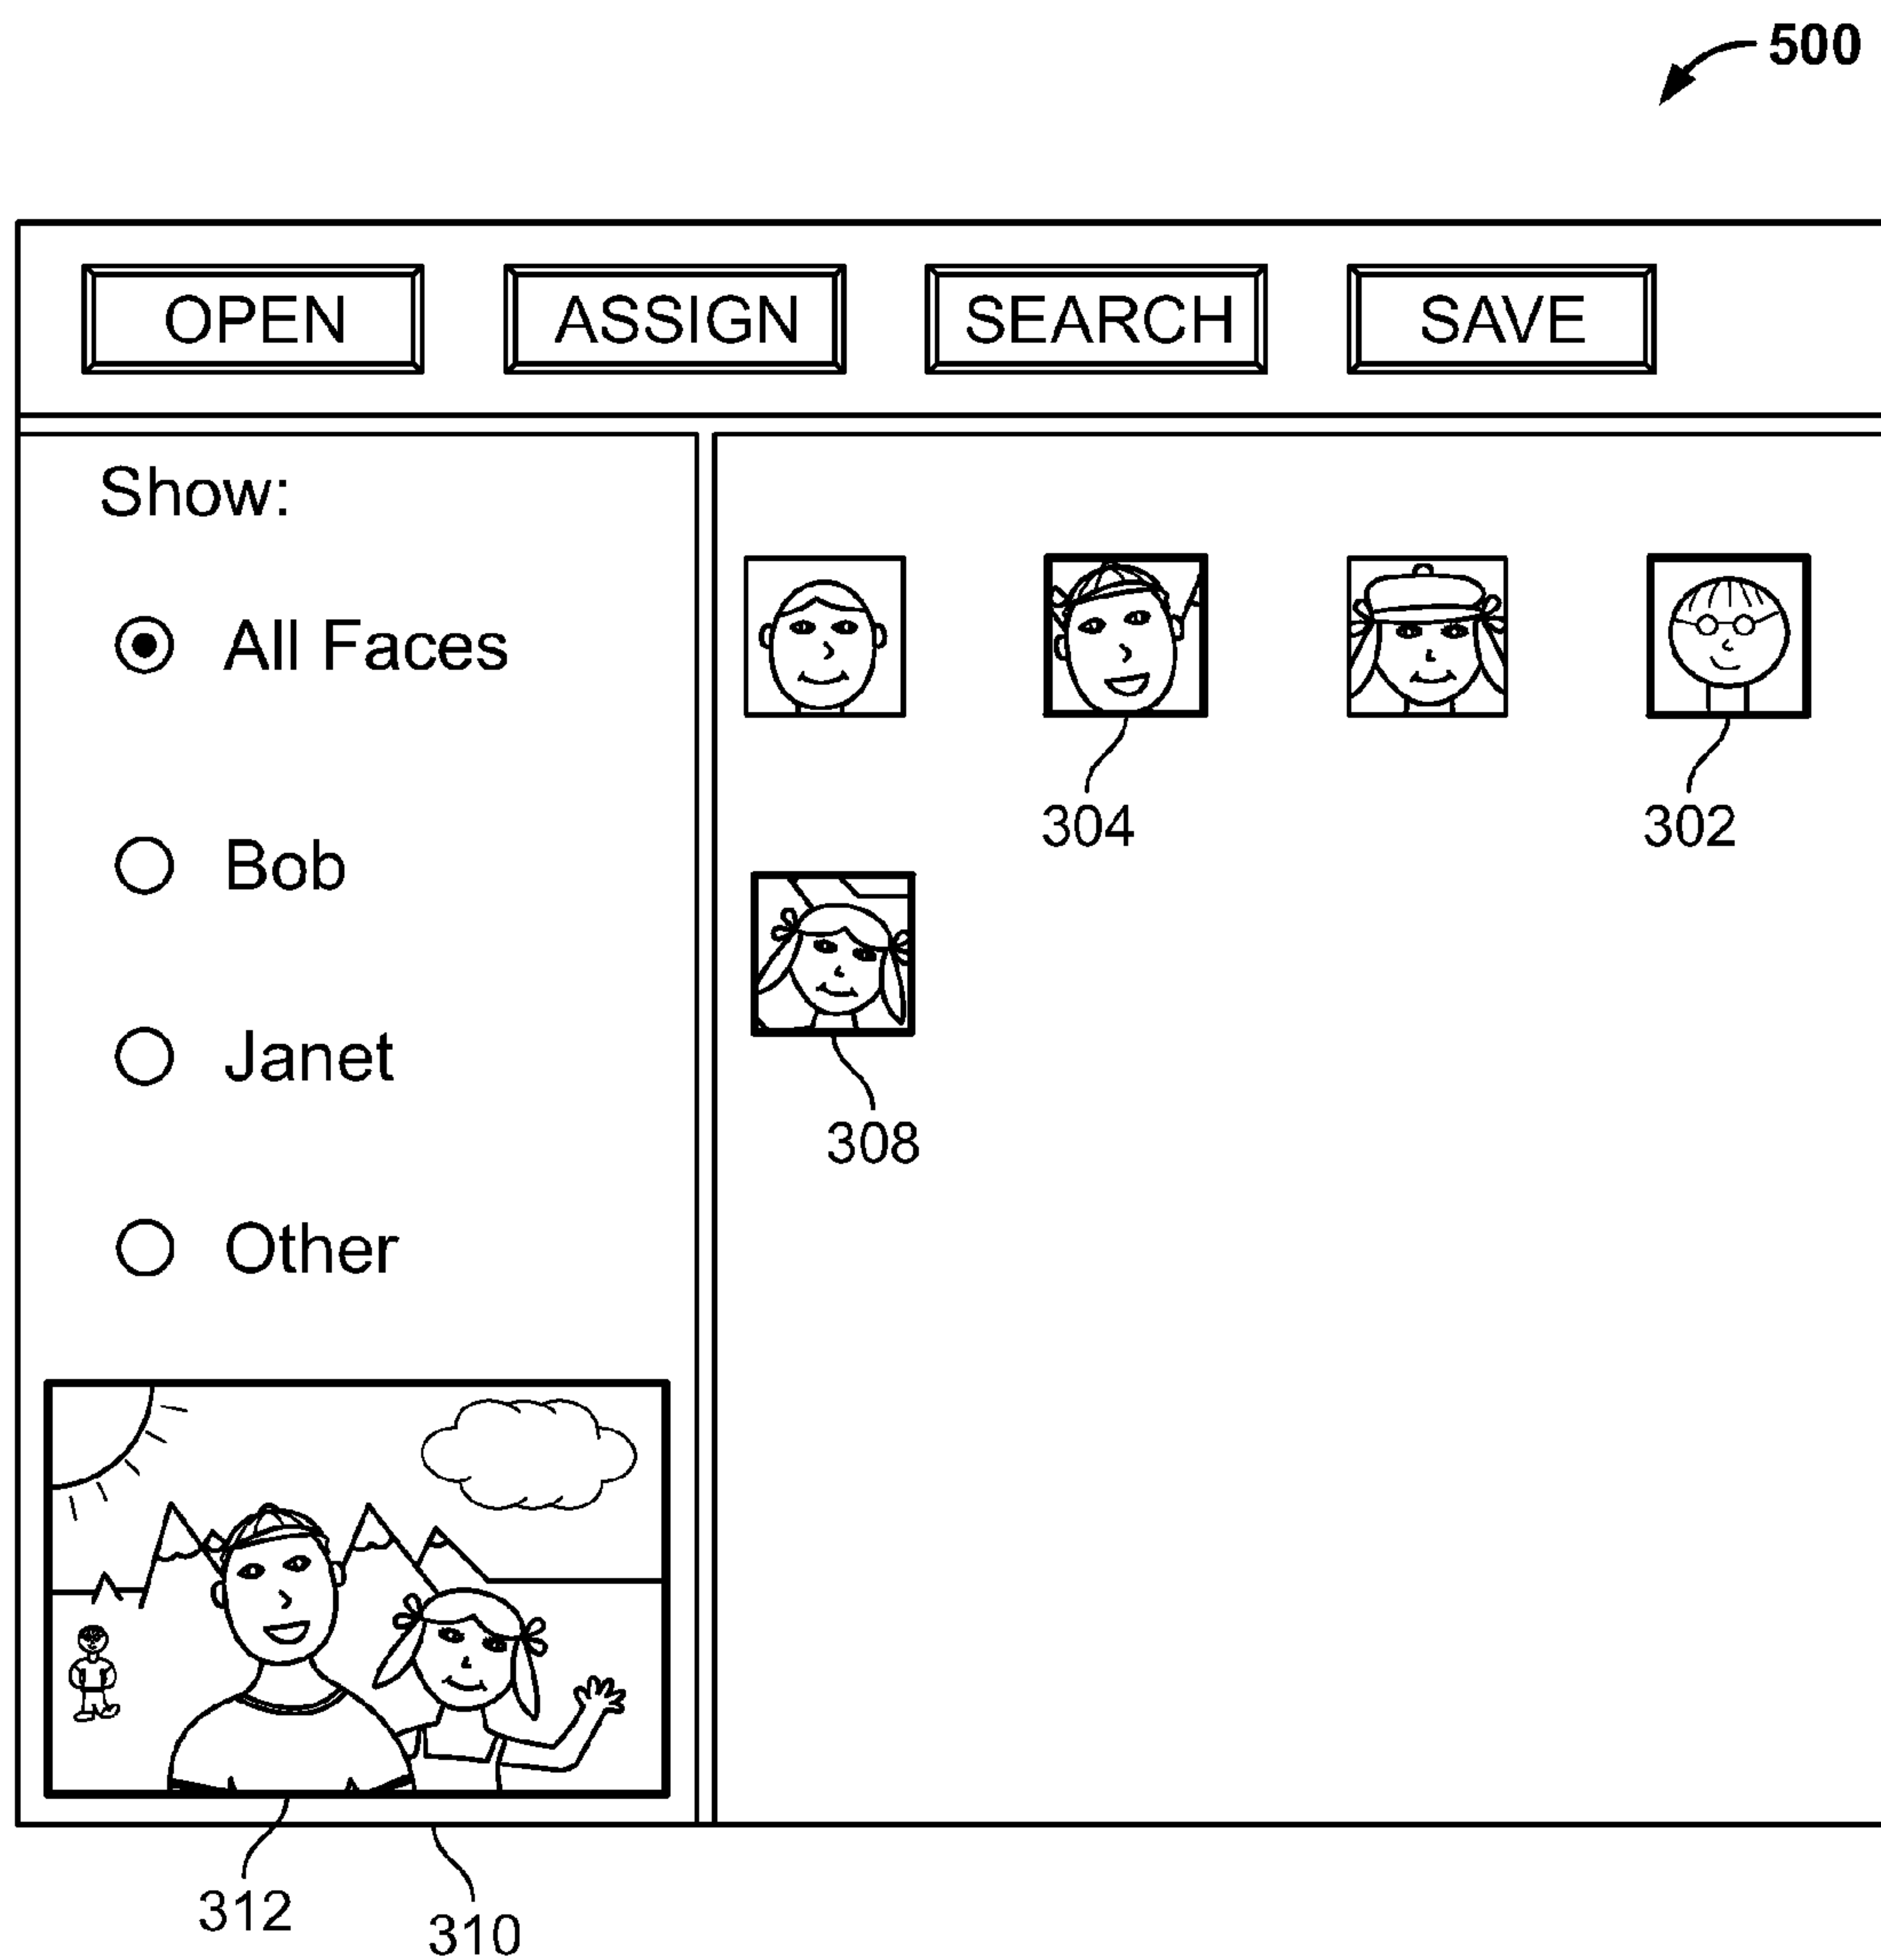 500
OPEN ASSIGN SEARCH SAVE
Show:
All Faces
Bob
Janet
Other
304
302
308
312
310